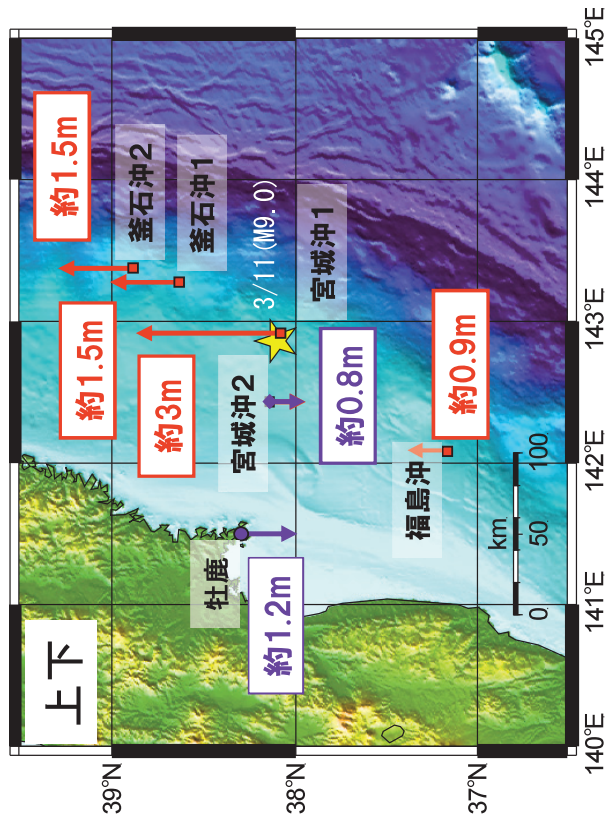 上下
約1.5m
釜石沖2
釜石沖1
約1.5m
3/11(M9.0)
約3m
宮城沖1
宮城沖2
約0.8m
牡鹿
約1.2m
福島沖
約0.9m
km
0 50 100
39°N
38°N
37°N
140°E 141°E 142°E 143°E 144°E 145°E